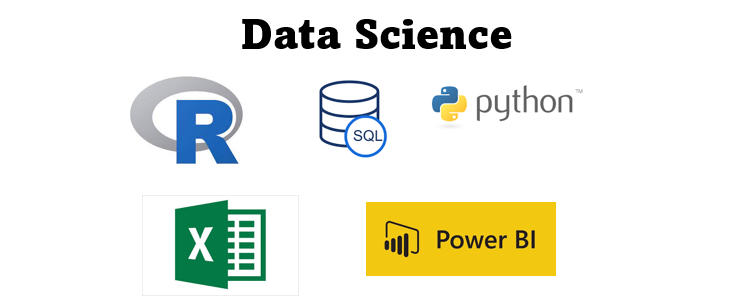 Data Science
R
SQL
python™
X
Power BI